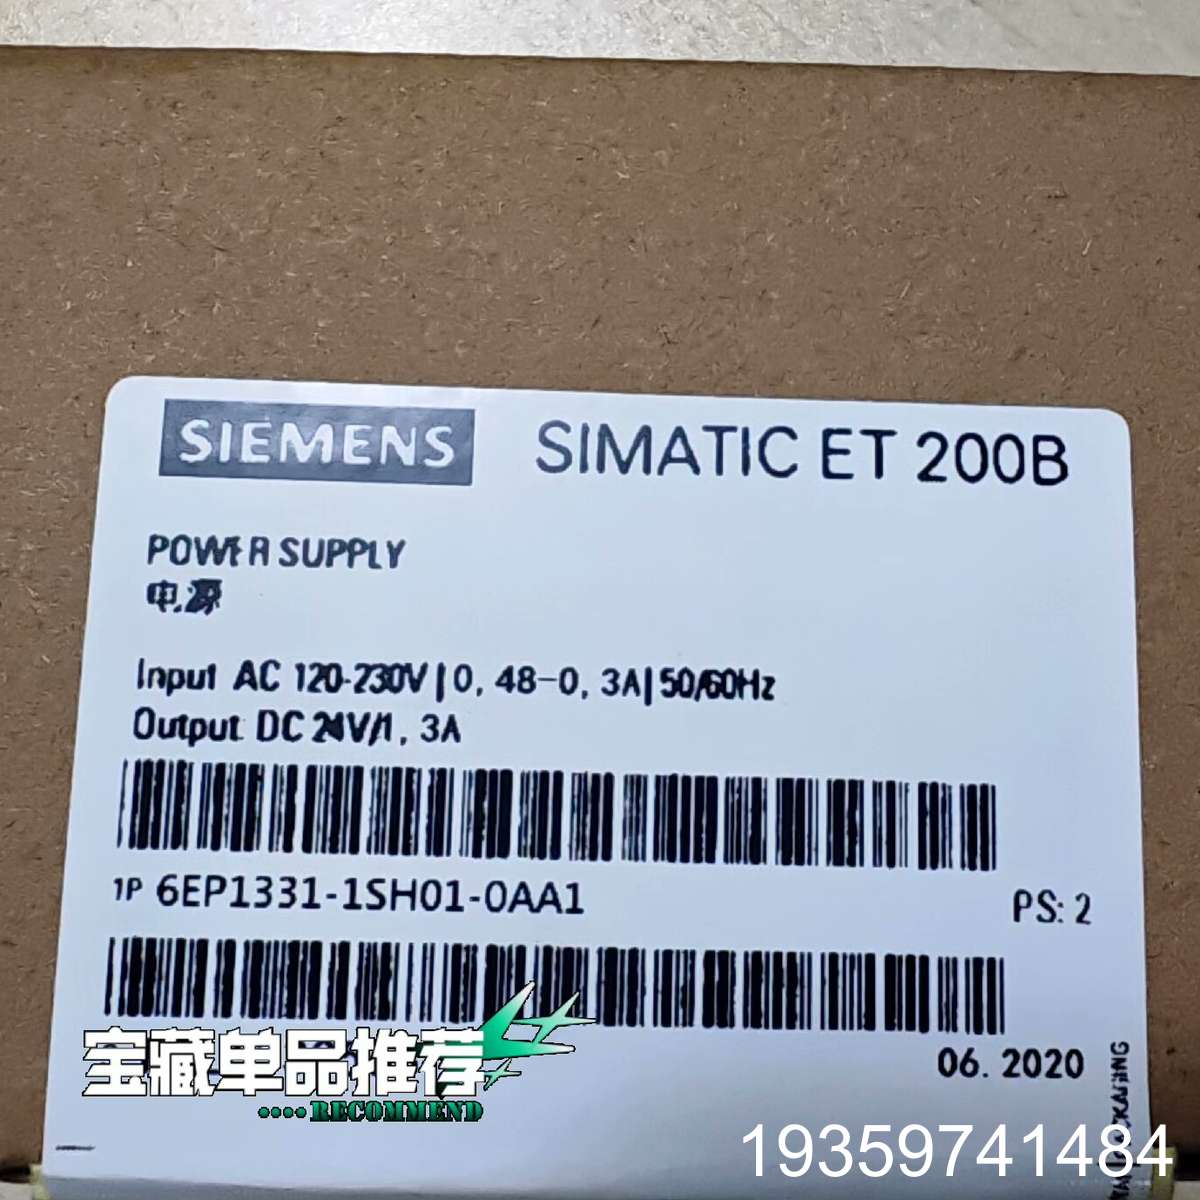 SIEMENS SIMATIC ET 200B
POWER SUPPLY
电源
Input AC 120-230V|0, 48-0, 3A|50/60Hz
Output DC 24V/1, 3A
1P 6EP1331-1SH01-0AA1
PS: 2
宝藏单品推荐
RECOMMEND
06. 2020
19359741484